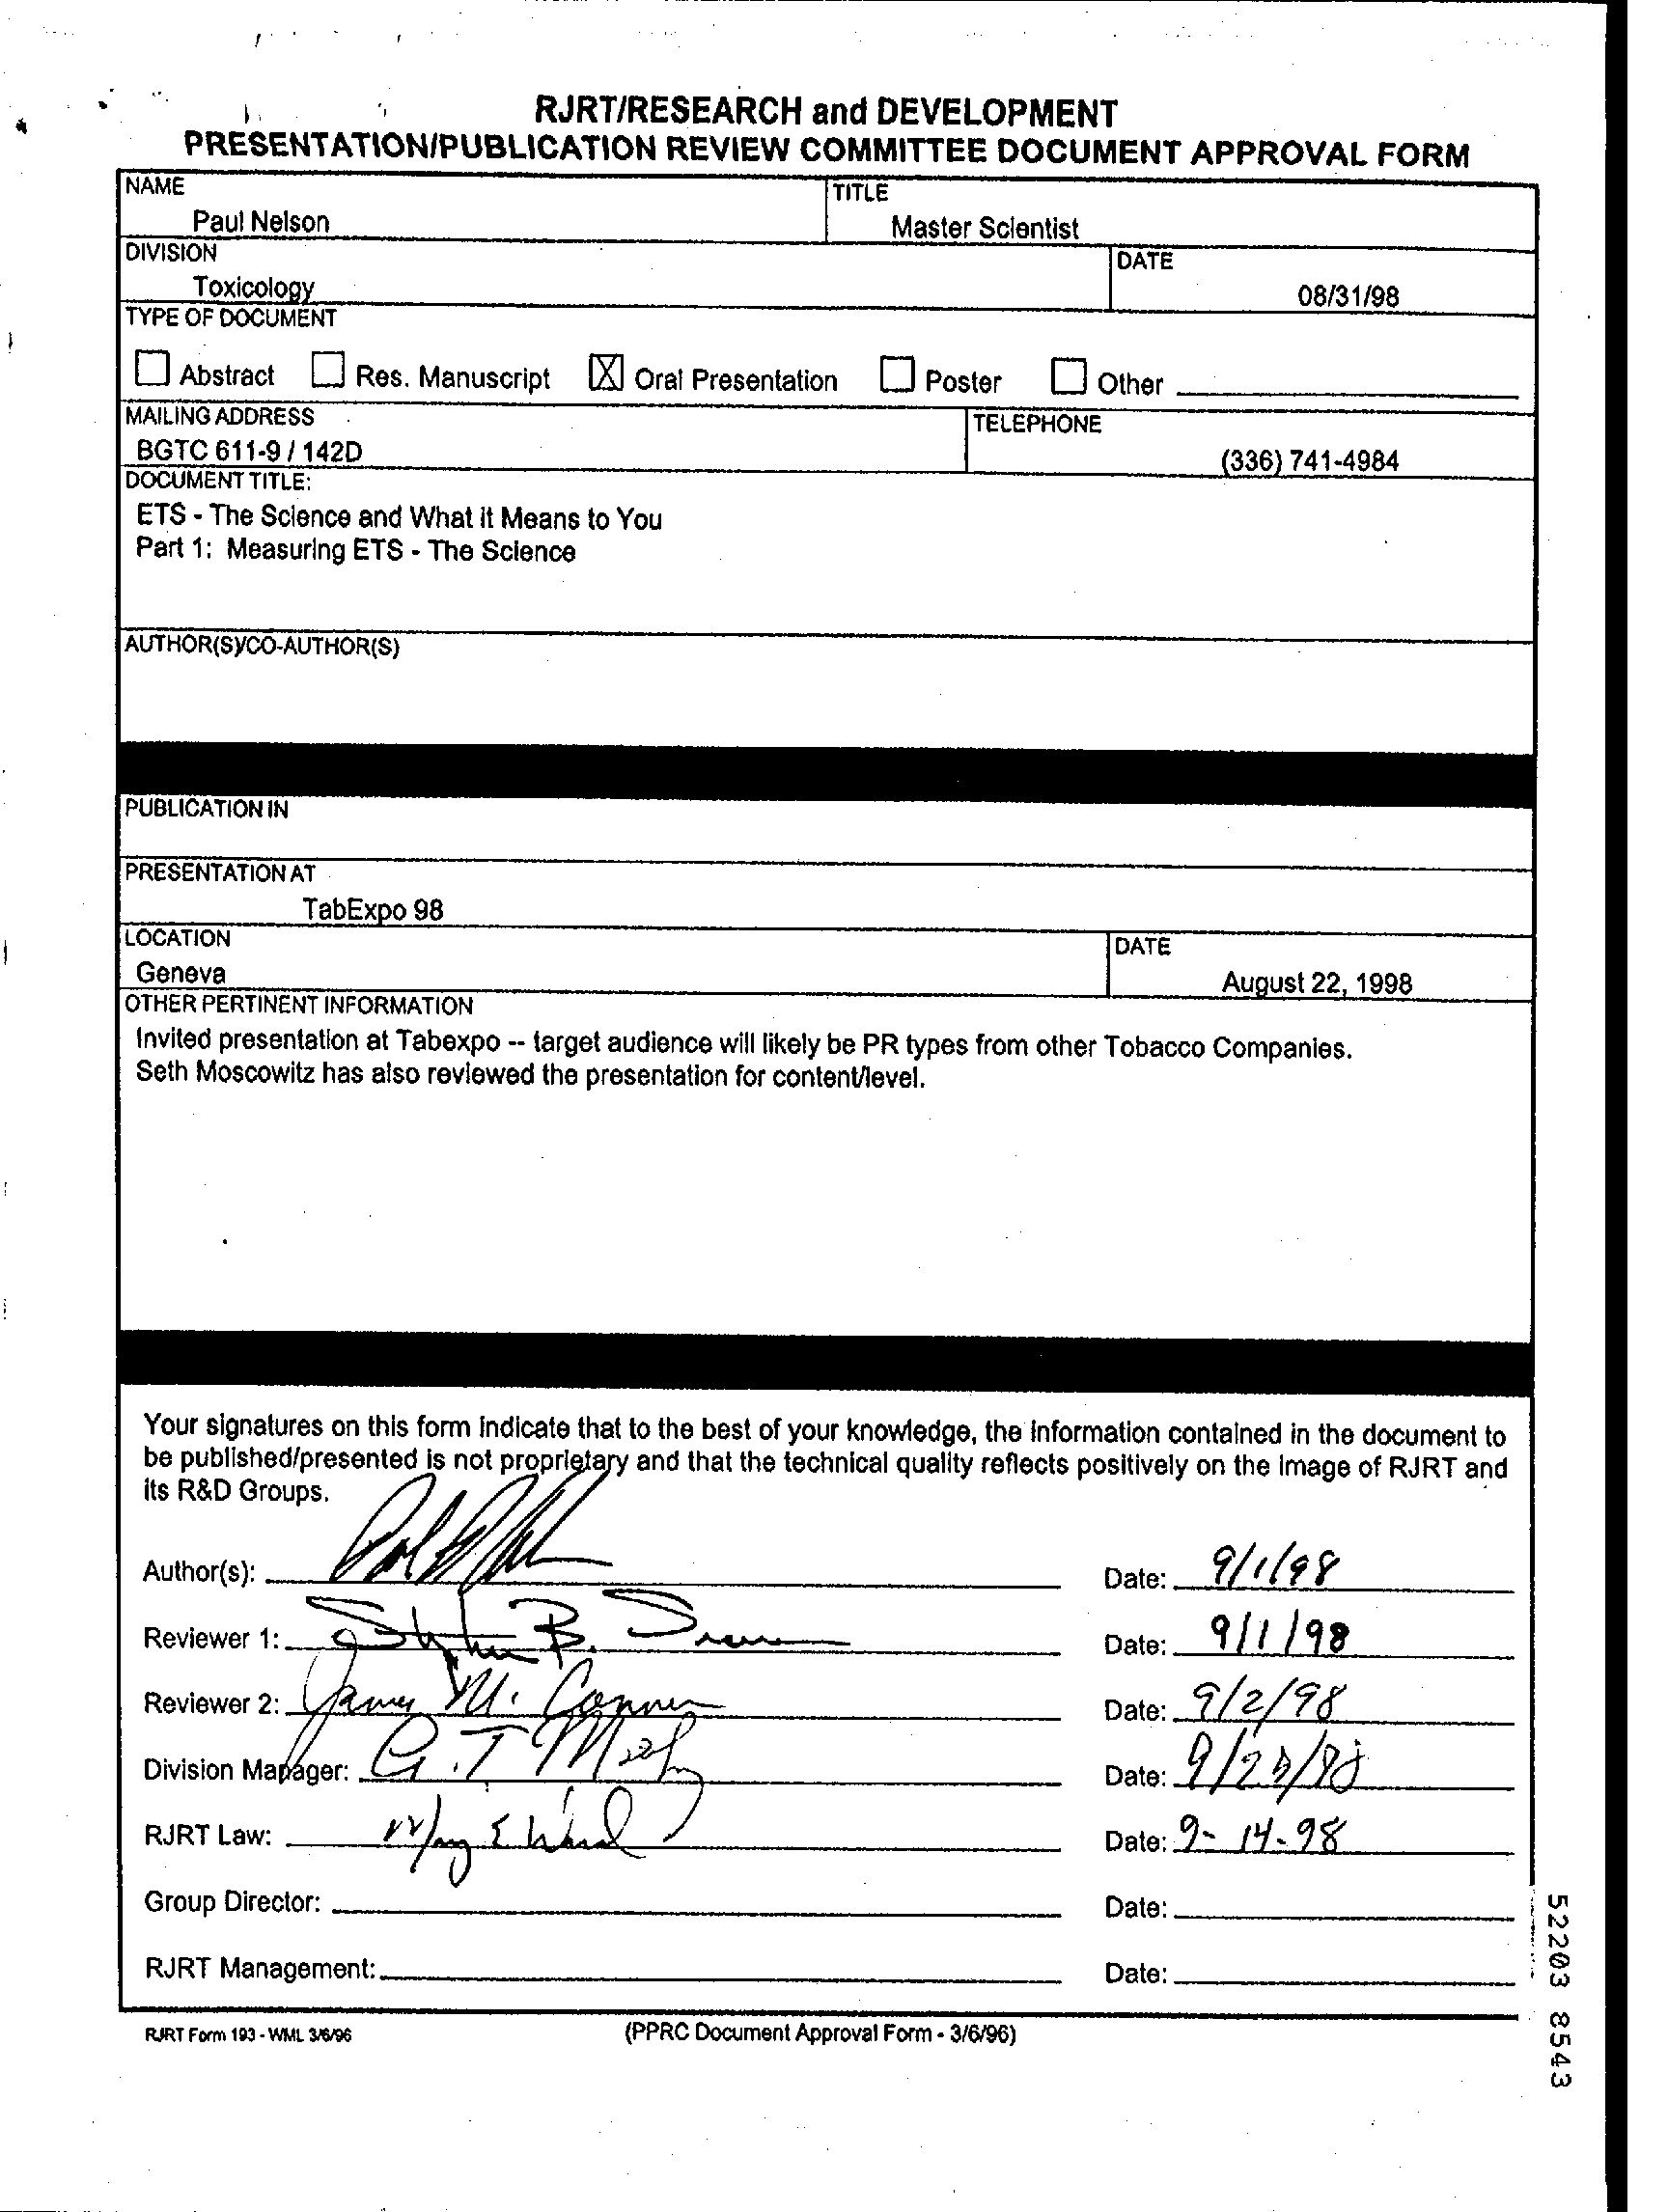 RJRT/RESEARCH and DEVELOPMENT
PRESENTATION/PUBLICATION REVIEW COMMITTEE DOCUMENT APPROVAL FORM
NAME TITLE
Paul Nelson Master Scientist
DIVISION DATE
Toxicology 08/31/98
TYPE OF DOCUMENT
Abstract Res. Manuscript Oral Presentation Poster Other
MAILING ADDRESS TELEPHONE
BGTC 611-9 / 142D (336) 741-4984
DOCUMENT TITLE:
ETS - The Science and What it Means to You
Part 1: Measuring ETS - The Science
AUTHOR(S)/CO-AUTHOR(S)
PUBLICATION IN
PRESENTATION AT
TabExpo 98
LOCATION DATE
Geneva August 22, 1998
OTHER PERTINENT INFORMATION
Invited presentation at Tabexpo -- target audience will likely be PR types from other Tobacco Companies.
Seth Moscowitz has also reviewed the presentation for content/level.
Your signatures on this form indicate that to the best of your knowledge, the information contained in the document to
be published/presented is not proprietary and that the technical quality reflects positively on the image of RJRT and
its R&D Groups.
Author(s): Date: 9/1/98
Reviewer 1: B. Date: 9/1/98
Reviewer 2: James M. Conner Date: 9/2/98
Division Manager: G.T. Date:
RJRT Law: E Ward Date: 9-14-98
Group Director: Date:
RJRT Management: Date:
RJRT Form 193 - WML 3/6/96 (PPRC Document Approval Form - 3/6/96)
52203 8543